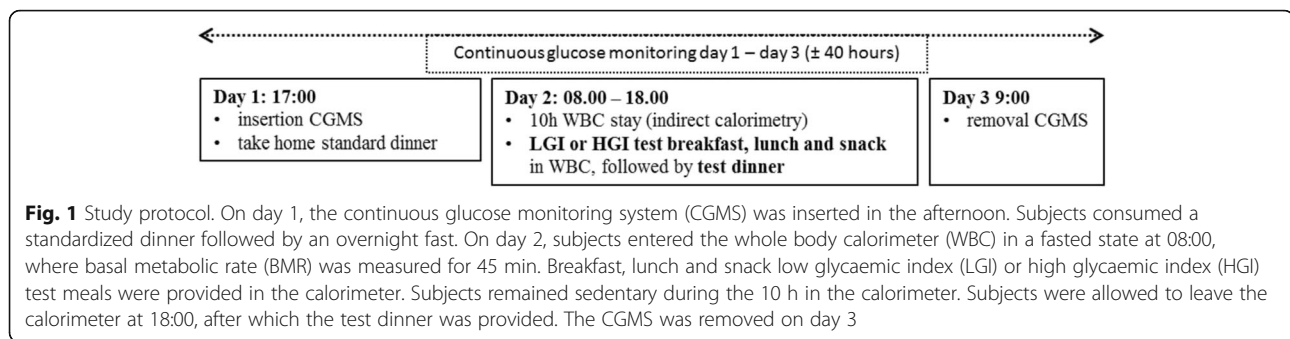 Continuous glucose monitoring day 1 – day 3 (± 40 hours)
Day 1: 17:00
• insertion CGMS
• take home standard dinner
Day 2: 08.00 – 18.00
• 10h WBC stay (indirect calorimetry)
• LGI or HGI test breakfast, lunch and snack
in WBC, followed by test dinner
Day 3 9:00
• removal CGMS
Fig. 1 Study protocol. On day 1, the continuous glucose monitoring system (CGMS) was inserted in the afternoon. Subjects consumed a
standardized dinner followed by an overnight fast. On day 2, subjects entered the whole body calorimeter (WBC) in a fasted state at 08:00,
where basal metabolic rate (BMR) was measured for 45 min. Breakfast, lunch and snack low glycaemic index (LGI) or high glycaemic index (HGI)
test meals were provided in the calorimeter. Subjects remained sedentary during the 10 h in the calorimeter. Subjects were allowed to leave the
calorimeter at 18:00, after which the test dinner was provided. The CGMS was removed on day 3